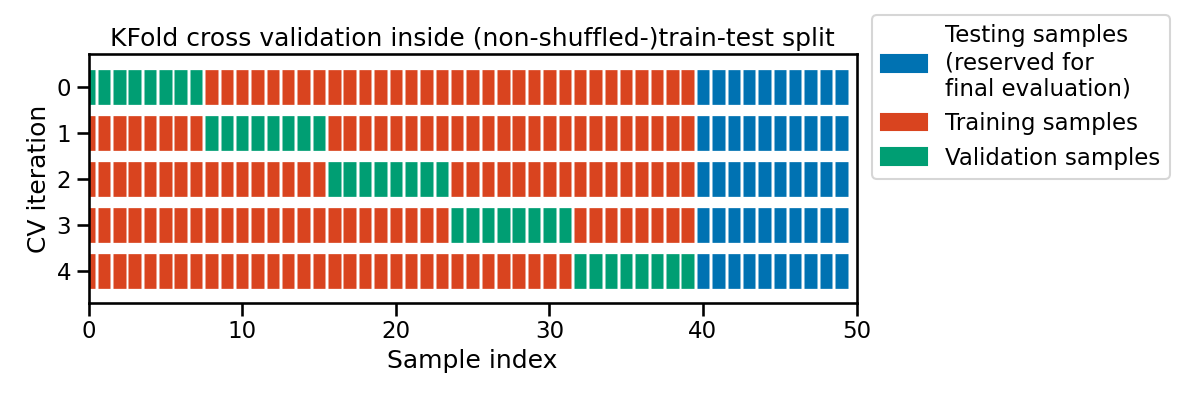 KFold cross validation inside (non-shuffled-)train-test split
Testing samples
(reserved for
final evaluation)
Training samples
Validation samples
CV iteration
0
1
2
3
4
0 10 20 30 40 50
Sample index